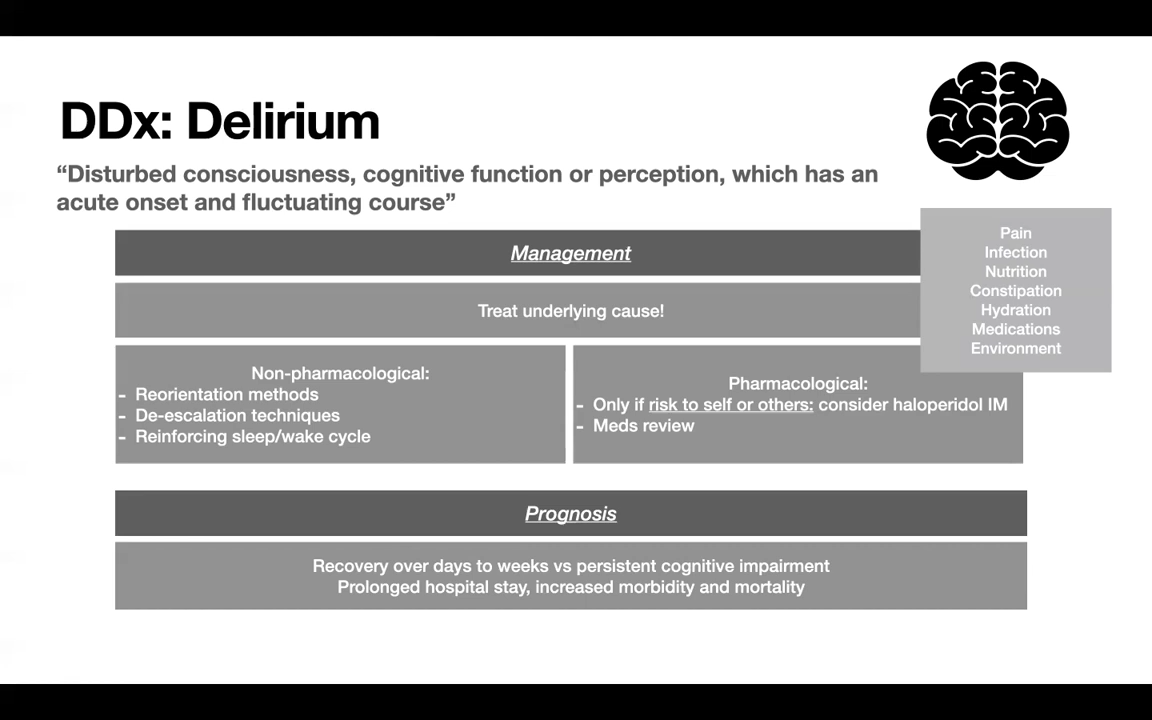 DDx: Delirium
“Disturbed consciousness, cognitive function or perception, which has an
acute onset and fluctuating course”
Management
Treat underlying cause!
Pain
Infection
Nutrition
Constipation
Hydration
Medications
Environment
Non-pharmacological:
- Reorientation methods
- De-escalation techniques
- Reinforcing sleep/wake cycle
Pharmacological:
- Only if risk to self or others: consider haloperidol IM
- Meds review
Prognosis
Recovery over days to weeks vs persistent cognitive impairment
Prolonged hospital stay, increased morbidity and mortality